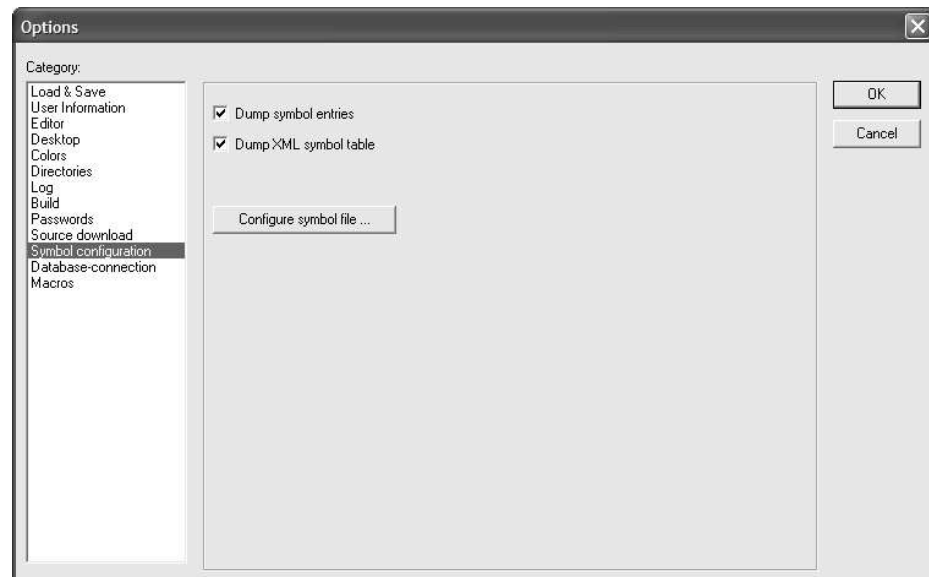 Options
Category:
Load & Save
User Information
Editor
Desktop
Colors
Directories
Log
Build
Passwords
Source download
Symbol configuration
Database-connection
Macros
Dump symbol entries
Dump XML symbol table
Configure symbol file ...
OK
Cancel